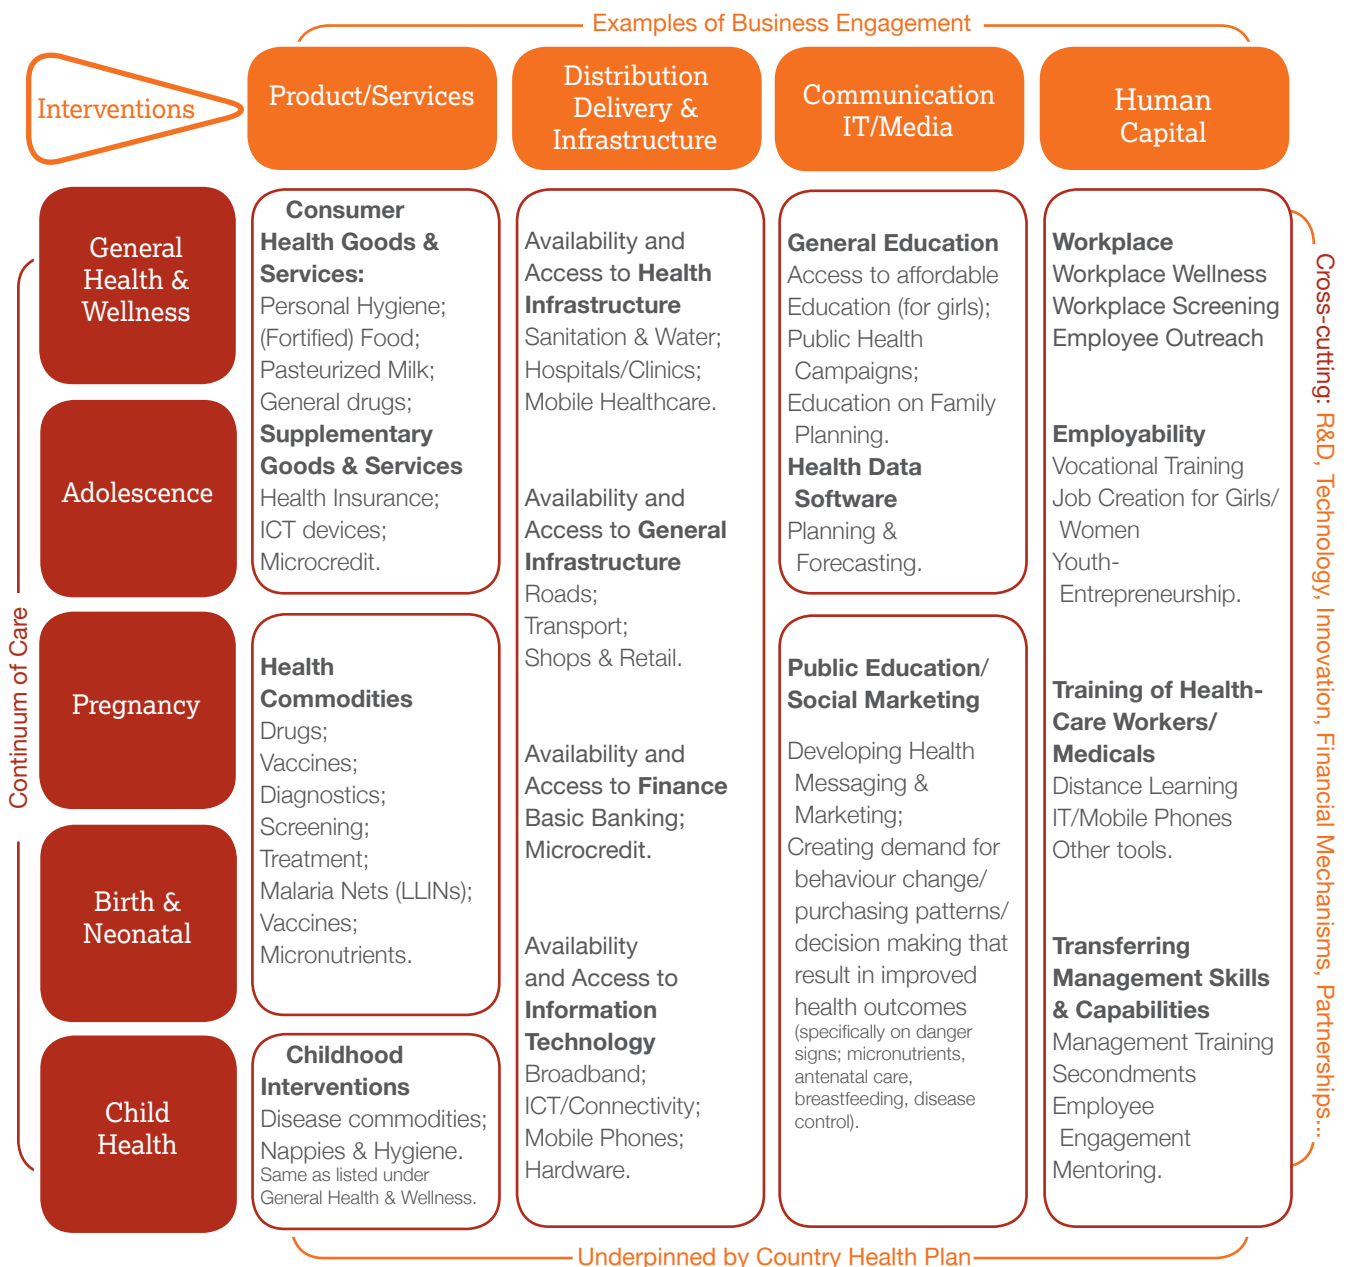 Examples of Business Engagement
Interventions
Product/Services
Distribution
Delivery &
Infrastructure
Communication
IT/Media
Human
Capital
Continuum of Care
General
Health &
Wellness
Adolescence
Pregnancy
Birth &
Neonatal
Child
Health
Consumer
Health Goods &
Services:
Personal Hygiene;
(Fortified) Food;
Pasteurized Milk;
General drugs;
Supplementary
Goods & Services
Health Insurance;
ICT devices;
Microcredit.
Health
Commodities
Drugs;
Vaccines;
Diagnostics;
Screening;
Treatment;
Malaria Nets (LLINs);
Vaccines;
Micronutrients.
Childhood
Interventions
Disease commodities;
Nappies & Hygiene.
Same as listed under
General Health & Wellness.
Availability and
Access to Health
Infrastructure
Sanitation & Water;
Hospitals/Clinics;
Mobile Healthcare.
Availability and
Access to General
Infrastructure
Roads;
Transport;
Shops & Retail.
Availability and
Access to Finance
Basic Banking;
Microcredit.
Availability
and Access to
Information
Technology
Broadband;
ICT/Connectivity;
Mobile Phones;
Hardware.
General Education
Access to affordable
Education (for girls);
Public Health
Campaigns;
Education on Family
Planning.
Health Data
Software
Planning &
Forecasting.
Public Education/
Social Marketing
Developing Health
Messaging &
Marketing;
Creating demand for
behaviour change/
purchasing patterns/
decision making that
result in improved
health outcomes
(specifically on danger
signs; micronutrients,
antenatal care,
breastfeeding, disease
control).
Workplace
Workplace Wellness
Workplace Screening
Employee Outreach
Employability
Vocational Training
Job Creation for Girls/
Women
Youth-
Entrepreneurship.
Training of Health-
Care Workers/
Medicals
Distance Learning
IT/Mobile Phones
Other tools.
Transferring
Management Skills
& Capabilities
Management Training
Secondments
Employee
Engagement
Mentoring.
Cross-cutting: R&D, Technology, Innovation, Financial Mechanisms, Partnerships...
Underpinned by Country Health Plan